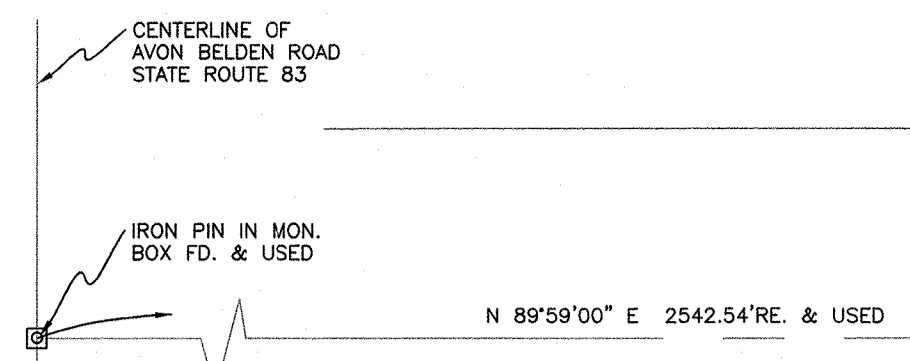 CENTERLINE OF
AVON BELDEN ROAD
STATE ROUTE 83
IRON PIN IN MON.
BOX FD. & USED
N 89°59'00" E 2542.54'RE. & USED